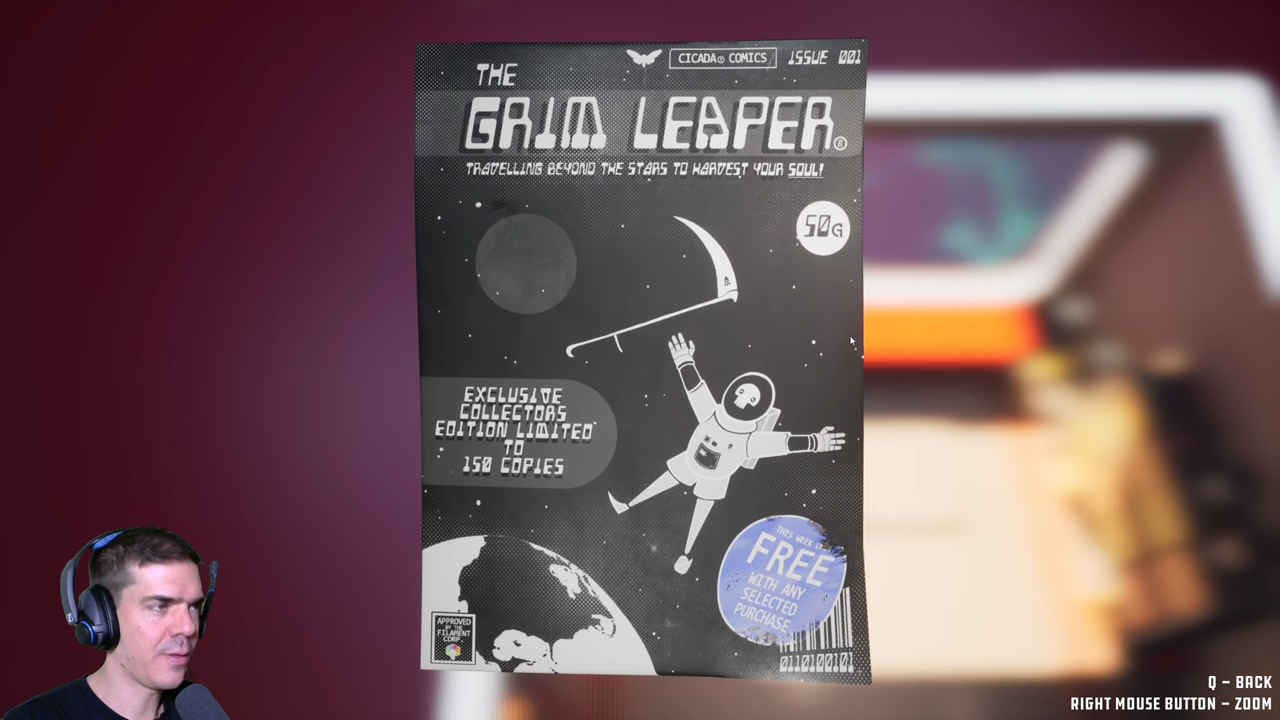 CICADA® COMICS
ISSUE 001
THE
GRIM LEAPER®
TRAVELLING BEYOND THE STARS TO HARVEST YOUR SOUL!
50G
EXCLUSIVE
COLLECTORS
EDITION LIMITED
TO
150 COPIES
THIS WEEK
FREE
WITH ANY
SELECTED
PURCHASE
APPROVED
BY THE
FILAMENT
CORP.
0110100101
Q - BACK
RIGHT MOUSE BUTTON - ZOOM